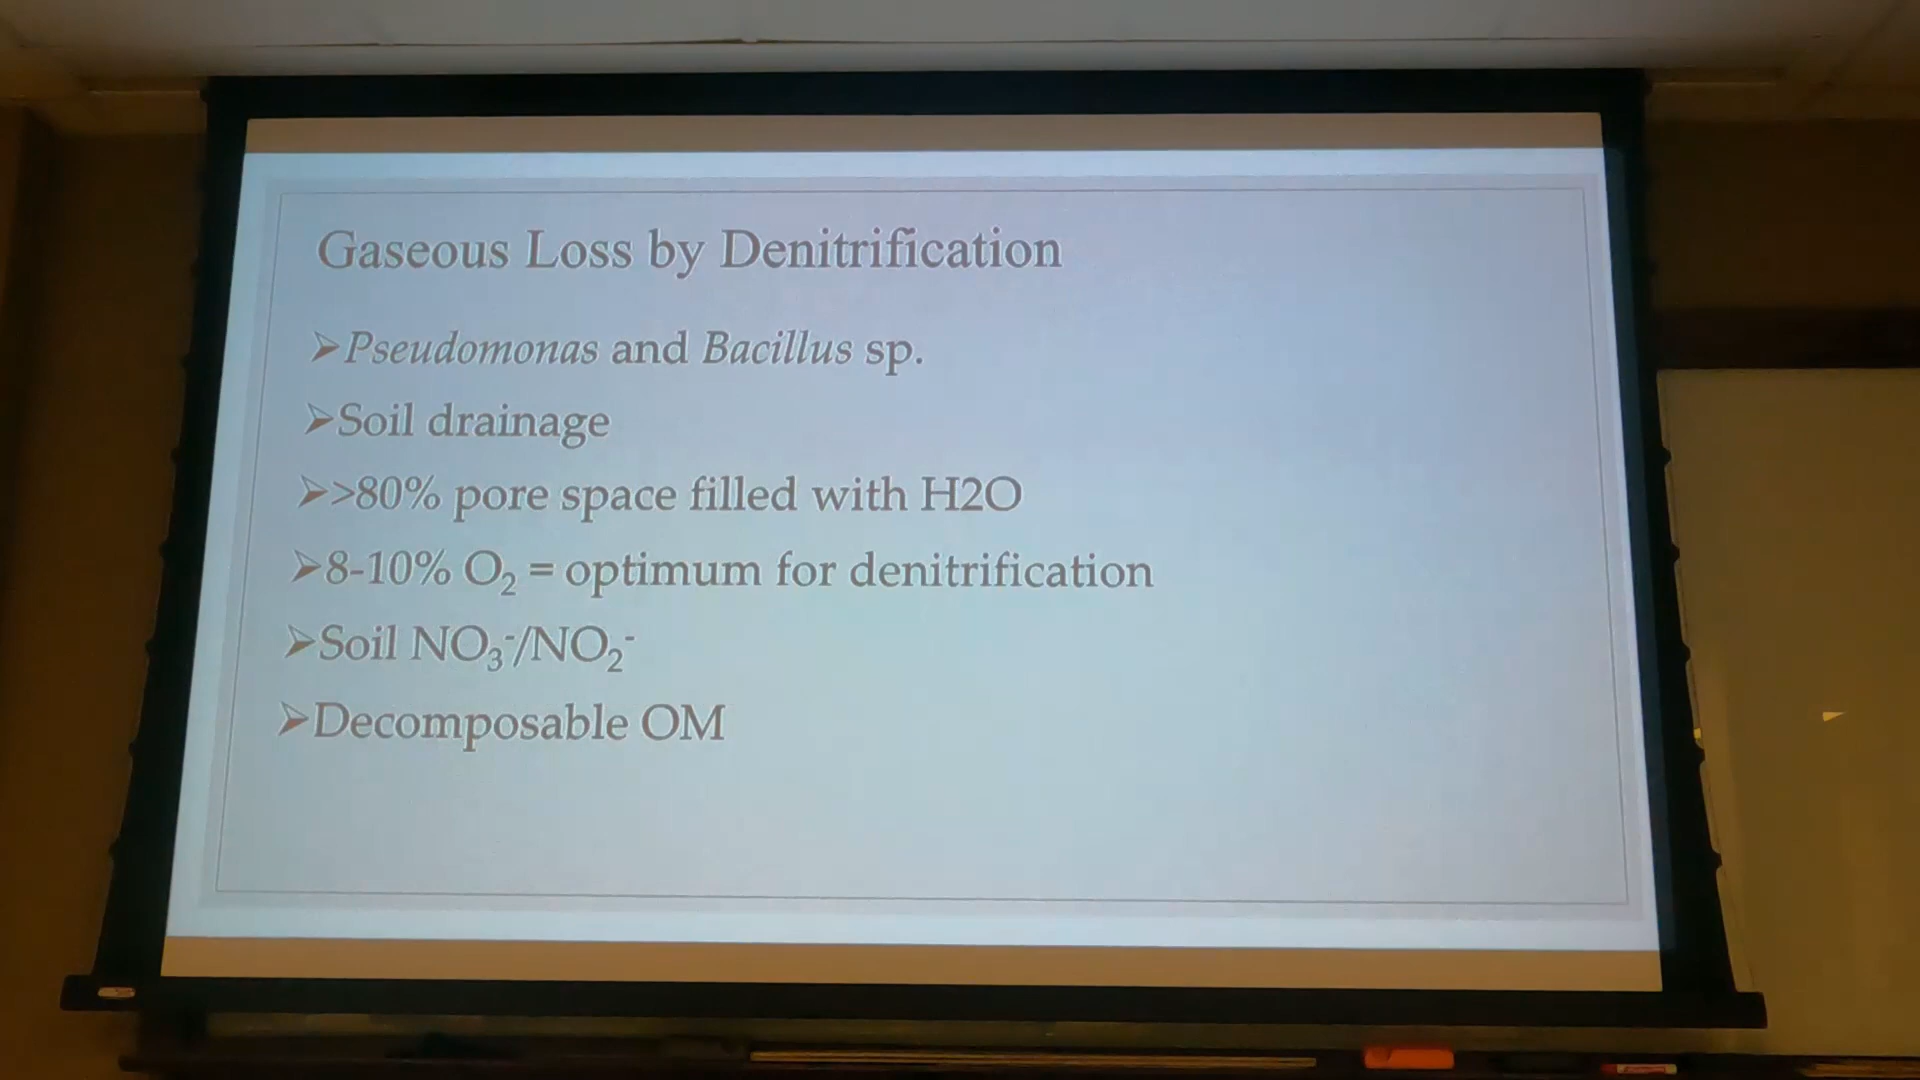 Gaseous Loss by Denitrification
➢Pseudomonas and Bacillus sp.
➢Soil drainage
➢>80% pore space filled with H2O
➢8-10% O₂ = optimum for denitrification
➢Soil NO₃⁻/NO₂⁻
➢Decomposable OM